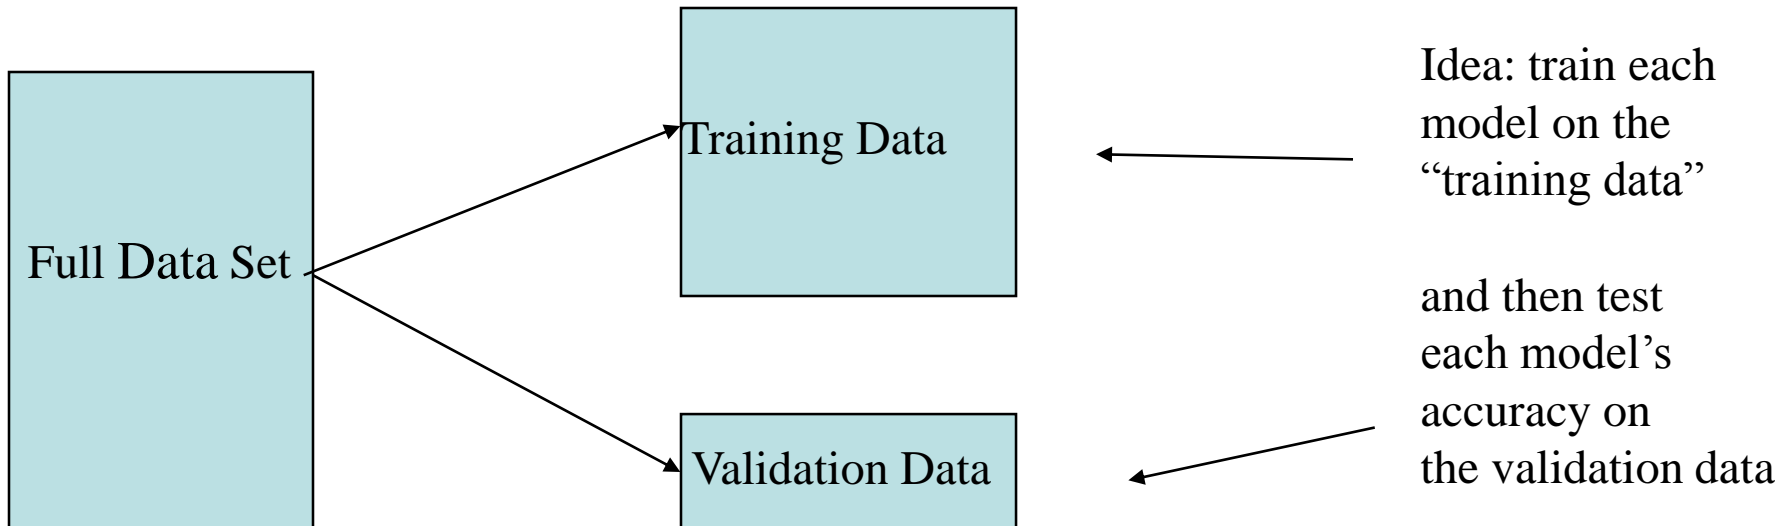 Full Data Set
Training Data
Validation Data
Idea: train each
model on the
“training data”
and then test
each model’s
accuracy on
the validation data